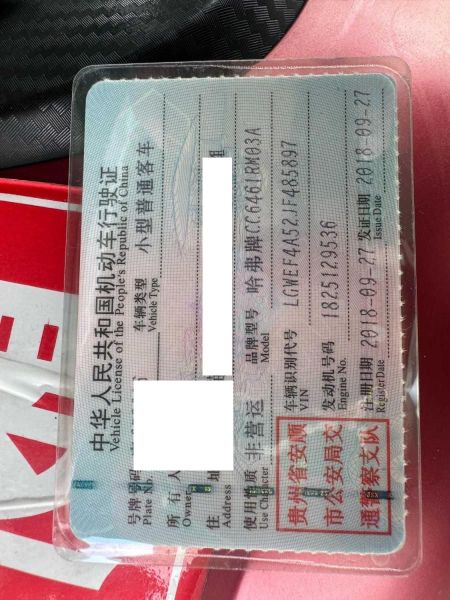 中华人民共和国机动车行驶证
Vehicle License of the People's Republic of China
号牌号码
Plate No.
车辆类型 小型普通客车
Vehicle Type
所有人
Owner
住 址
Address
使用性质 非营运
Use Character
品牌型号 哈弗牌CC6461RM03A
Model
贵州省安顺
市公安局交
通警察支队
车辆识别代号 LGWEF4A52JF485897
VIN
发动机号码 1825129536
Engine No.
注册日期 2018-09-27
Register Date
发证日期 2018-09-27
Issue Date